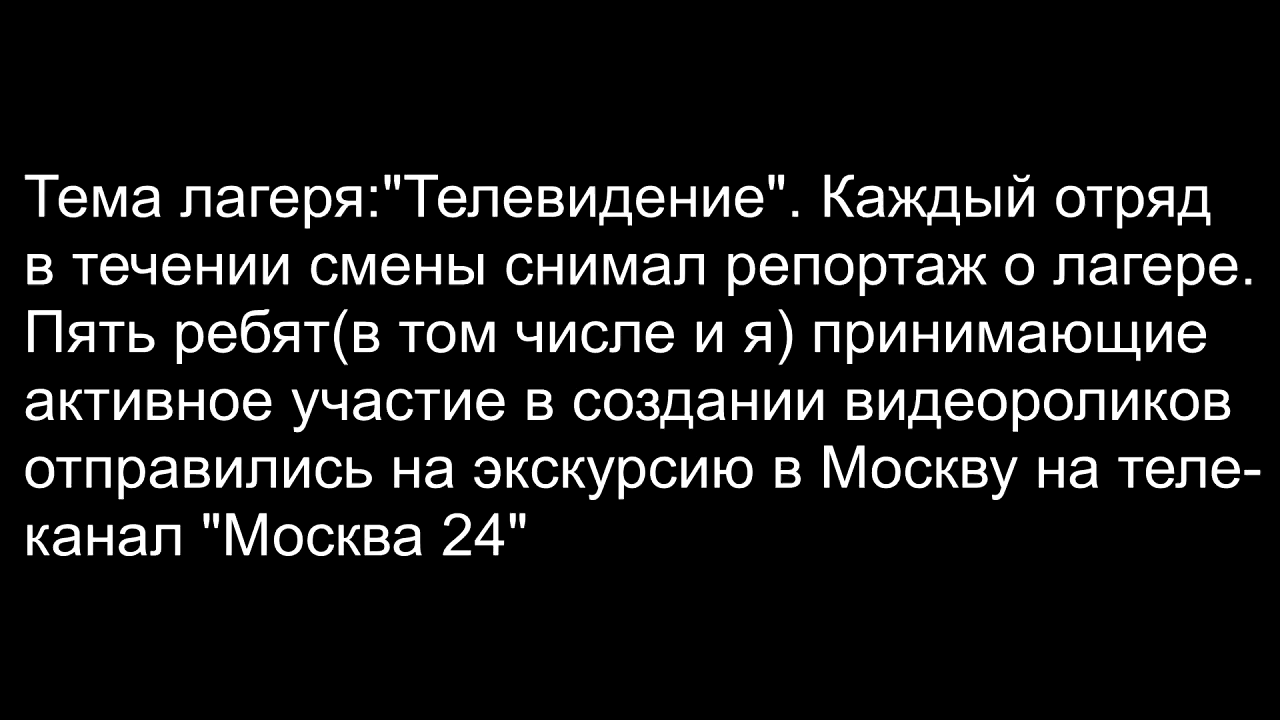 Тема лагеря:"Телевидение". Каждый отряд
в течении смены снимал репортаж о лагере.
Пять ребят(в том числе и я) принимающие
активное участие в создании видеороликов
отправились на экскурсию в Москву на теле-
канал "Москва 24"